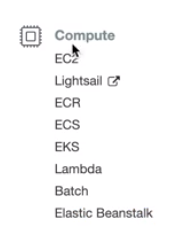 Compute
EC2
Lightsail
ECR
ECS
EKS
Lambda
Batch
Elastic Beanstalk